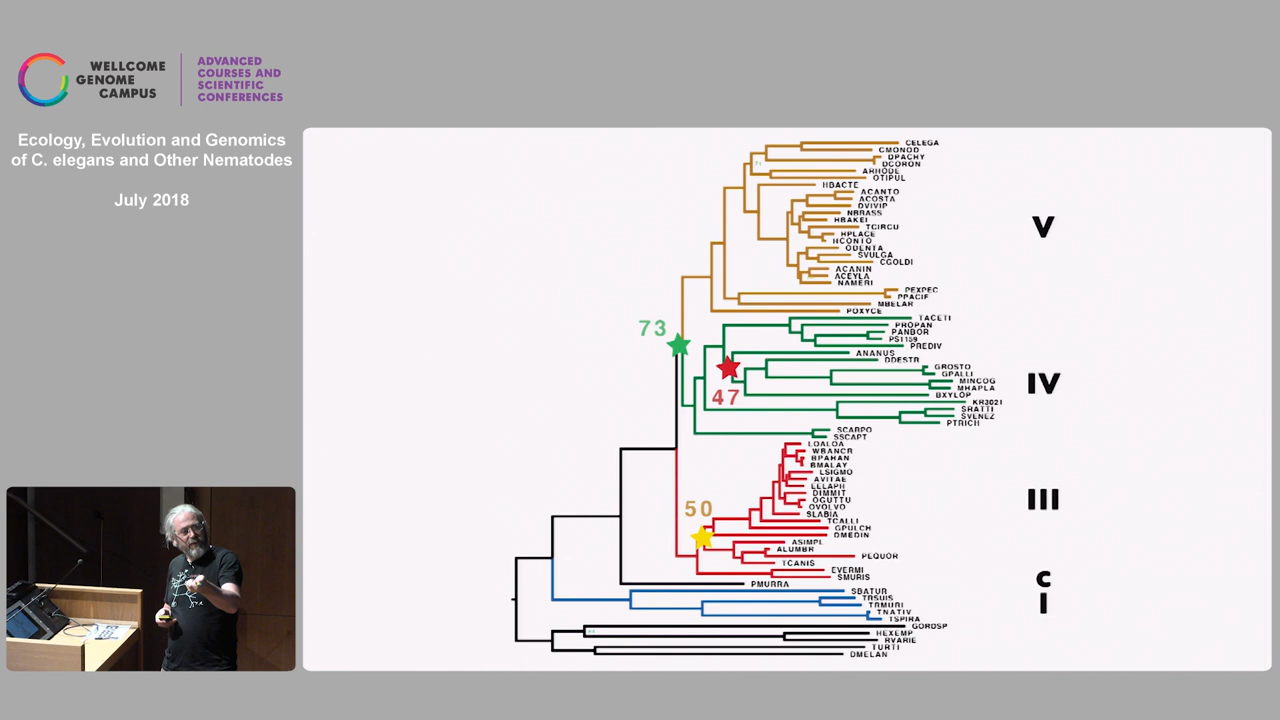 WELLCOME
GENOME
CAMPUS
ADVANCED
COURSES AND
SCIENTIFIC
CONFERENCES
Ecology, Evolution and Genomics
of C. elegans and Other Nematodes
July 2018
CELEGA
CMONOD
DPACHY
DCORON
ARHODE
OTIPUL
HBACTE
ACANTO
ACOSTA
DVIVIP
NBRASS
HBAKEI
TCIRCU
HPLACE
HCONTO
ODENTA
SVULGA
CGOLDI
ACANIN
ACEYLA
NAMERI
PEXPEC
PPACIF
MBELAR
POXYCE
V
73
TACETI
PROPAN
PANBOR
PS1159
PREDIV
ANANUS
DDESTR
GROSTO
GPALLI
MINCOG
MHAPLA
BXYLOP
KR3021
SRATTI
SVENEZ
PTRICH
SCARPO
SSCAPT
IV
47
LOALOA
WBANCR
BPAHAN
BMALAY
LSIGMO
AVITAE
EELAPH
DIMMIT
OGUTTU
OVOLVO
SLABIA
TCALLI
GPULCH
DMEDIN
ASIMPL
ALUMBR
PEQUOR
TCANIS
EVERMI
SMURIS
III
50
PMURRA
C
SBATUR
TRSUIS
TRMURI
TNATIV
TSPIRA
I
GORDSP
HEXEMP
RVARIE
TURTI
DMELAN